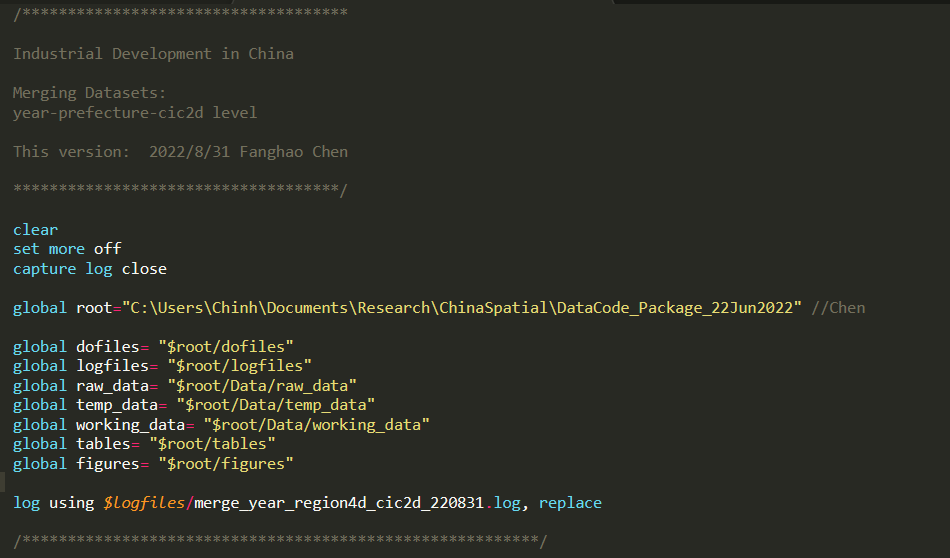 /************************************
Industrial Development in China
Merging Datasets:
year-prefecture-cic2d level
This version:  2022/8/31 Fanghao Chen
************************************/
clear
set more off
capture log close
global root="C:\Users\Chinh\Documents\Research\ChinaSpatial\DataCode_Package_22Jun2022" //Chen
global dofiles= "$root/dofiles"
global logfiles= "$root/logfiles"
global raw_data= "$root/Data/raw_data"
global temp_data= "$root/Data/temp_data"
global working_data= "$root/Data/working_data"
global tables= "$root/tables"
global figures= "$root/figures"
log using $logfiles/merge_year_region4d_cic2d_220831.log, replace
/*********************************************************/